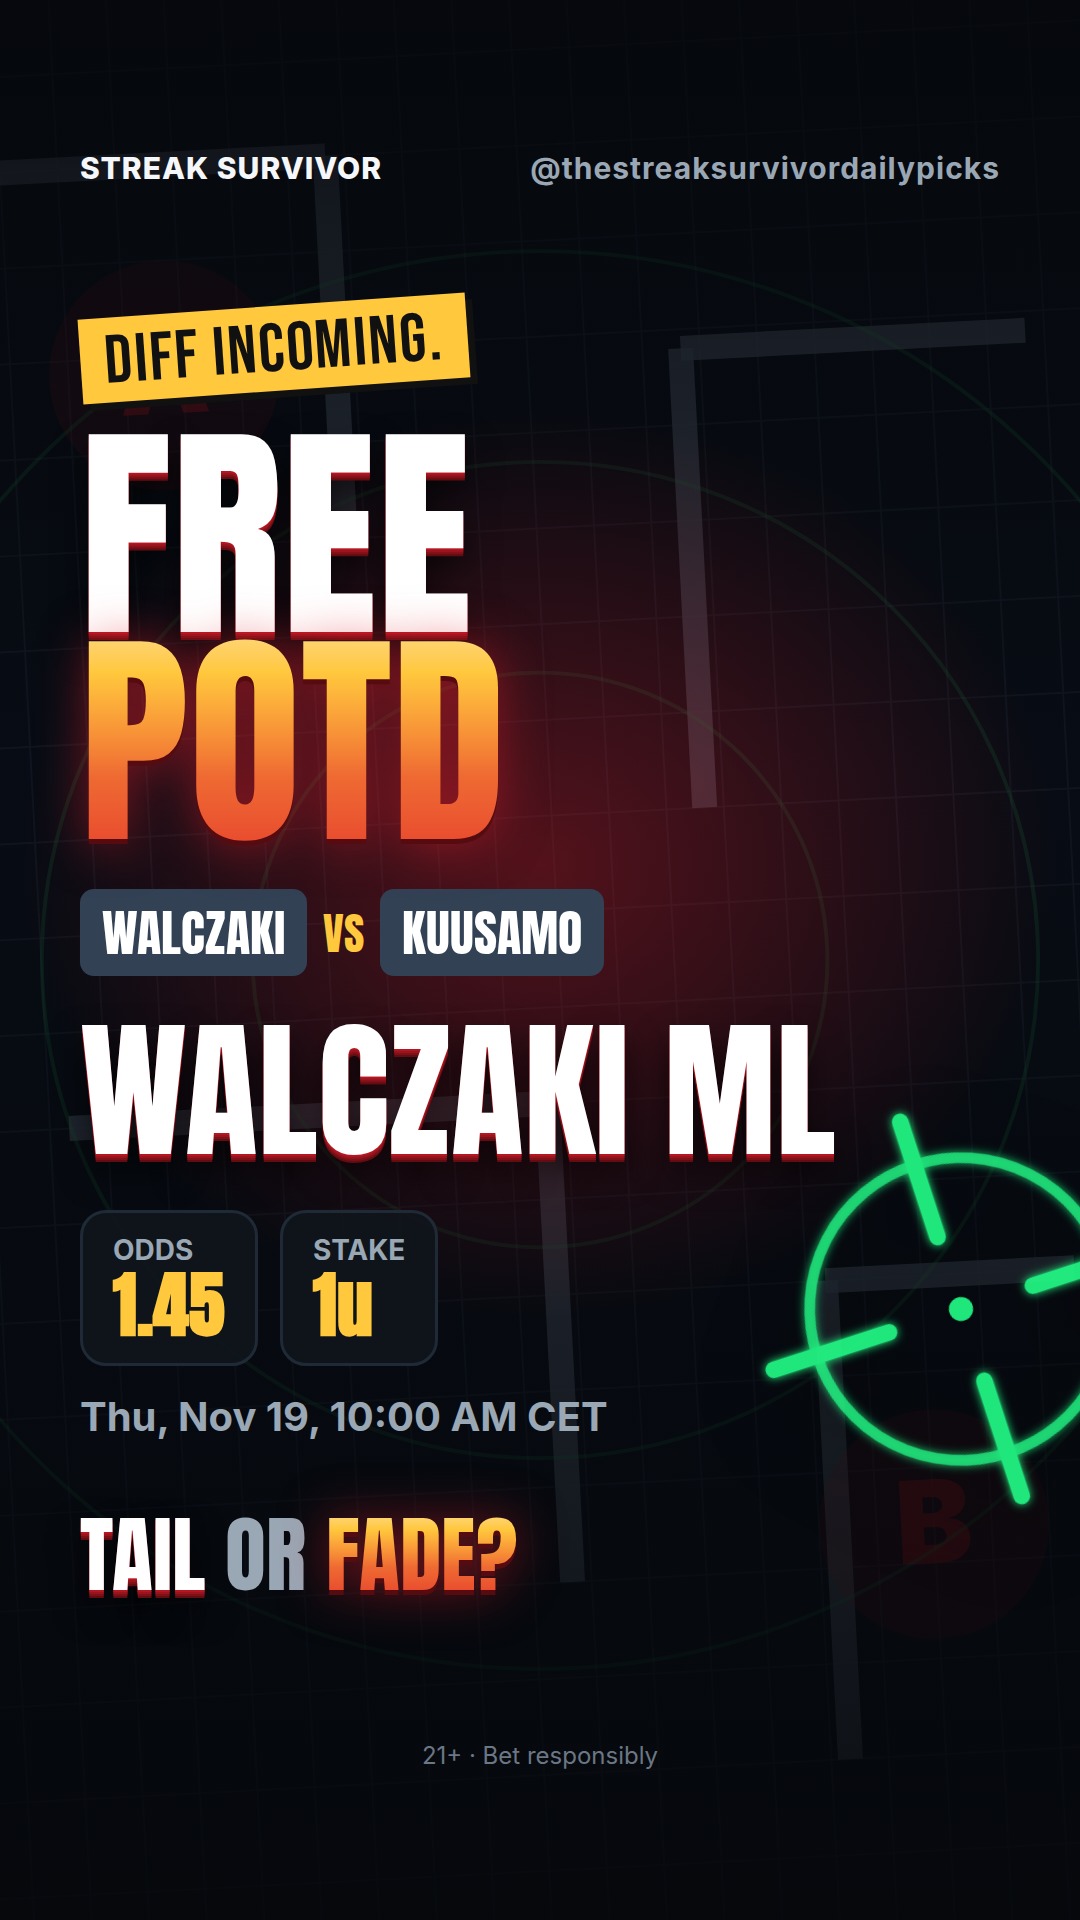 STREAK SURVIVOR
@thestreaksurvivordailypicks
DIFF INCOMING.
FREE
POTD
WALCZAKI VS KUUSAMO
WALCZAKI ML
ODDS
1.45
STAKE
1u
Thu, Nov 19, 10:00 AM CET
TAIL OR FADE?
B
21+ · Bet responsibly